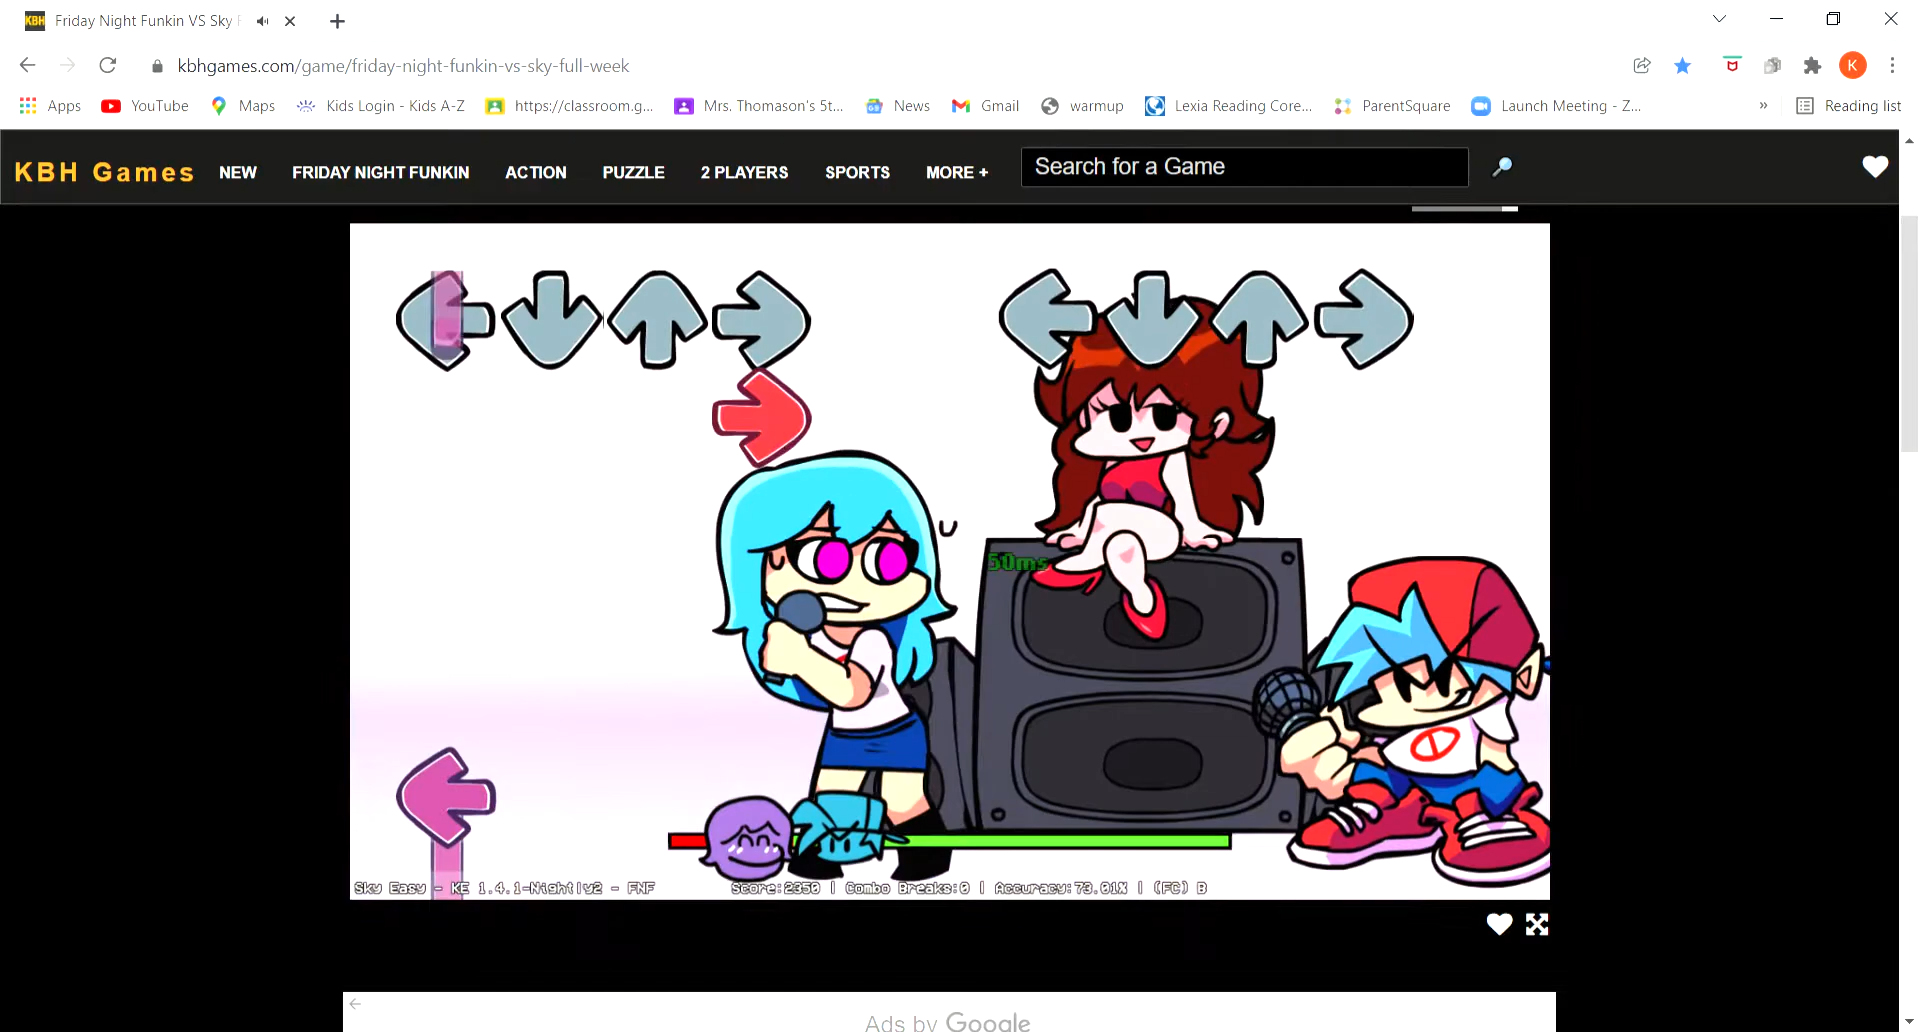 KBH Friday Night Funkin VS Sky F
kbhgames.com/game/friday-night-funkin-vs-sky-full-week K
Apps YouTube Maps Kids Login - Kids A-Z https://classroom.g... Mrs. Thomason's 5t... News Gmail warmup Lexia Reading Core... ParentSquare Launch Meeting - Z... » Reading list
KBH Games NEW FRIDAY NIGHT FUNKIN ACTION PUZZLE 2 PLAYERS SPORTS MORE + Search for a Game
50ms
Sky Easy - KE 1.4.1-Nightly2 - FNF Score:2350 | Combo Breaks:0 | Accuracy:73.01% | (FC) B
Ads by Google